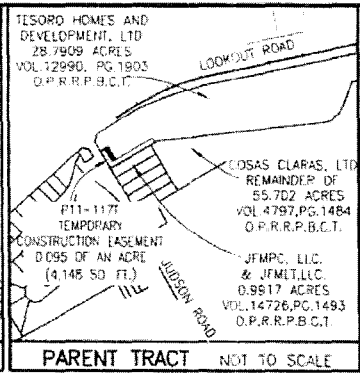 TESORO HOMES AND
DEVELOPMENT, LTD
28.7909 ACRES
VOL.12990, PG.1903
O.P.R.R.P.B.C.T.
LOOKOUT ROAD
COSAS CLARAS, LTD
REMAINDER OF
55.702 ACRES
VOL.4797,PG.1484
O.P.R.R.P.B.C.T.
P11-117T
TEMPORARY
CONSTRUCTION EASEMENT
0.095 OF AN ACRE
(4,148 SQ. FT.)
JFMPC, LLC.
& JFMLT,LLC.
0.9917 ACRES
VOL.14726,PG.1493
O.P.R.R.P.B.C.T.
JUDSON ROAD
PARENT TRACT NOT TO SCALE